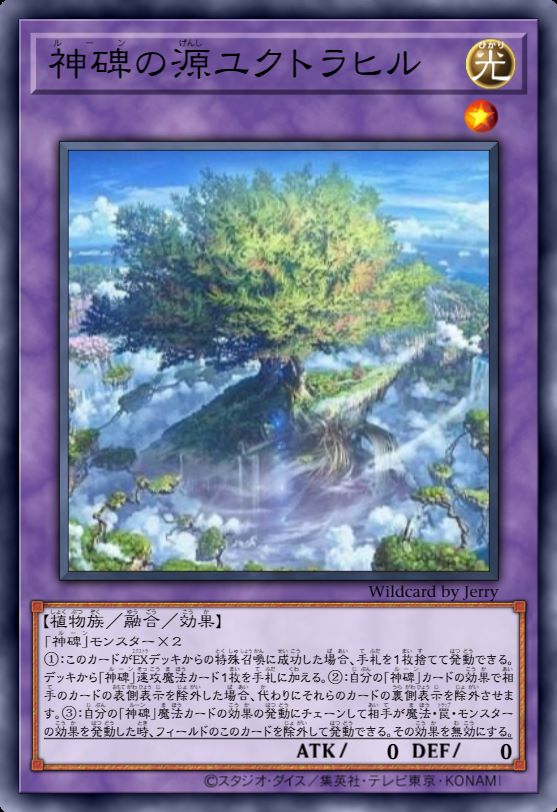 神碑の源ユクトラヒル
光
Wildcard by Jerry
【植物族／融合／効果】
「神碑」モンスター×２
①:このカードがEXデッキからの特殊召喚に成功した場合、手札を1枚捨てて発動できる。
デッキから「神碑」速攻魔法カード1枚を手札に加える。②:自分の「神碑」カードの効果で相
手のカードの表側表示を除外した場合、代わりにそれらのカードの裏側表示を除外させま
す。③:自分の「神碑」魔法カードの効果の発動にチェーンして相手が魔法・罠・モンスター
の効果を発動した時、フィールドのこのカードを除外して発動できる。その効果を無効にする。
ATK/ 0 DEF/ 0
©スタジオ・ダイス／集英社・テレビ東京・KONAMI